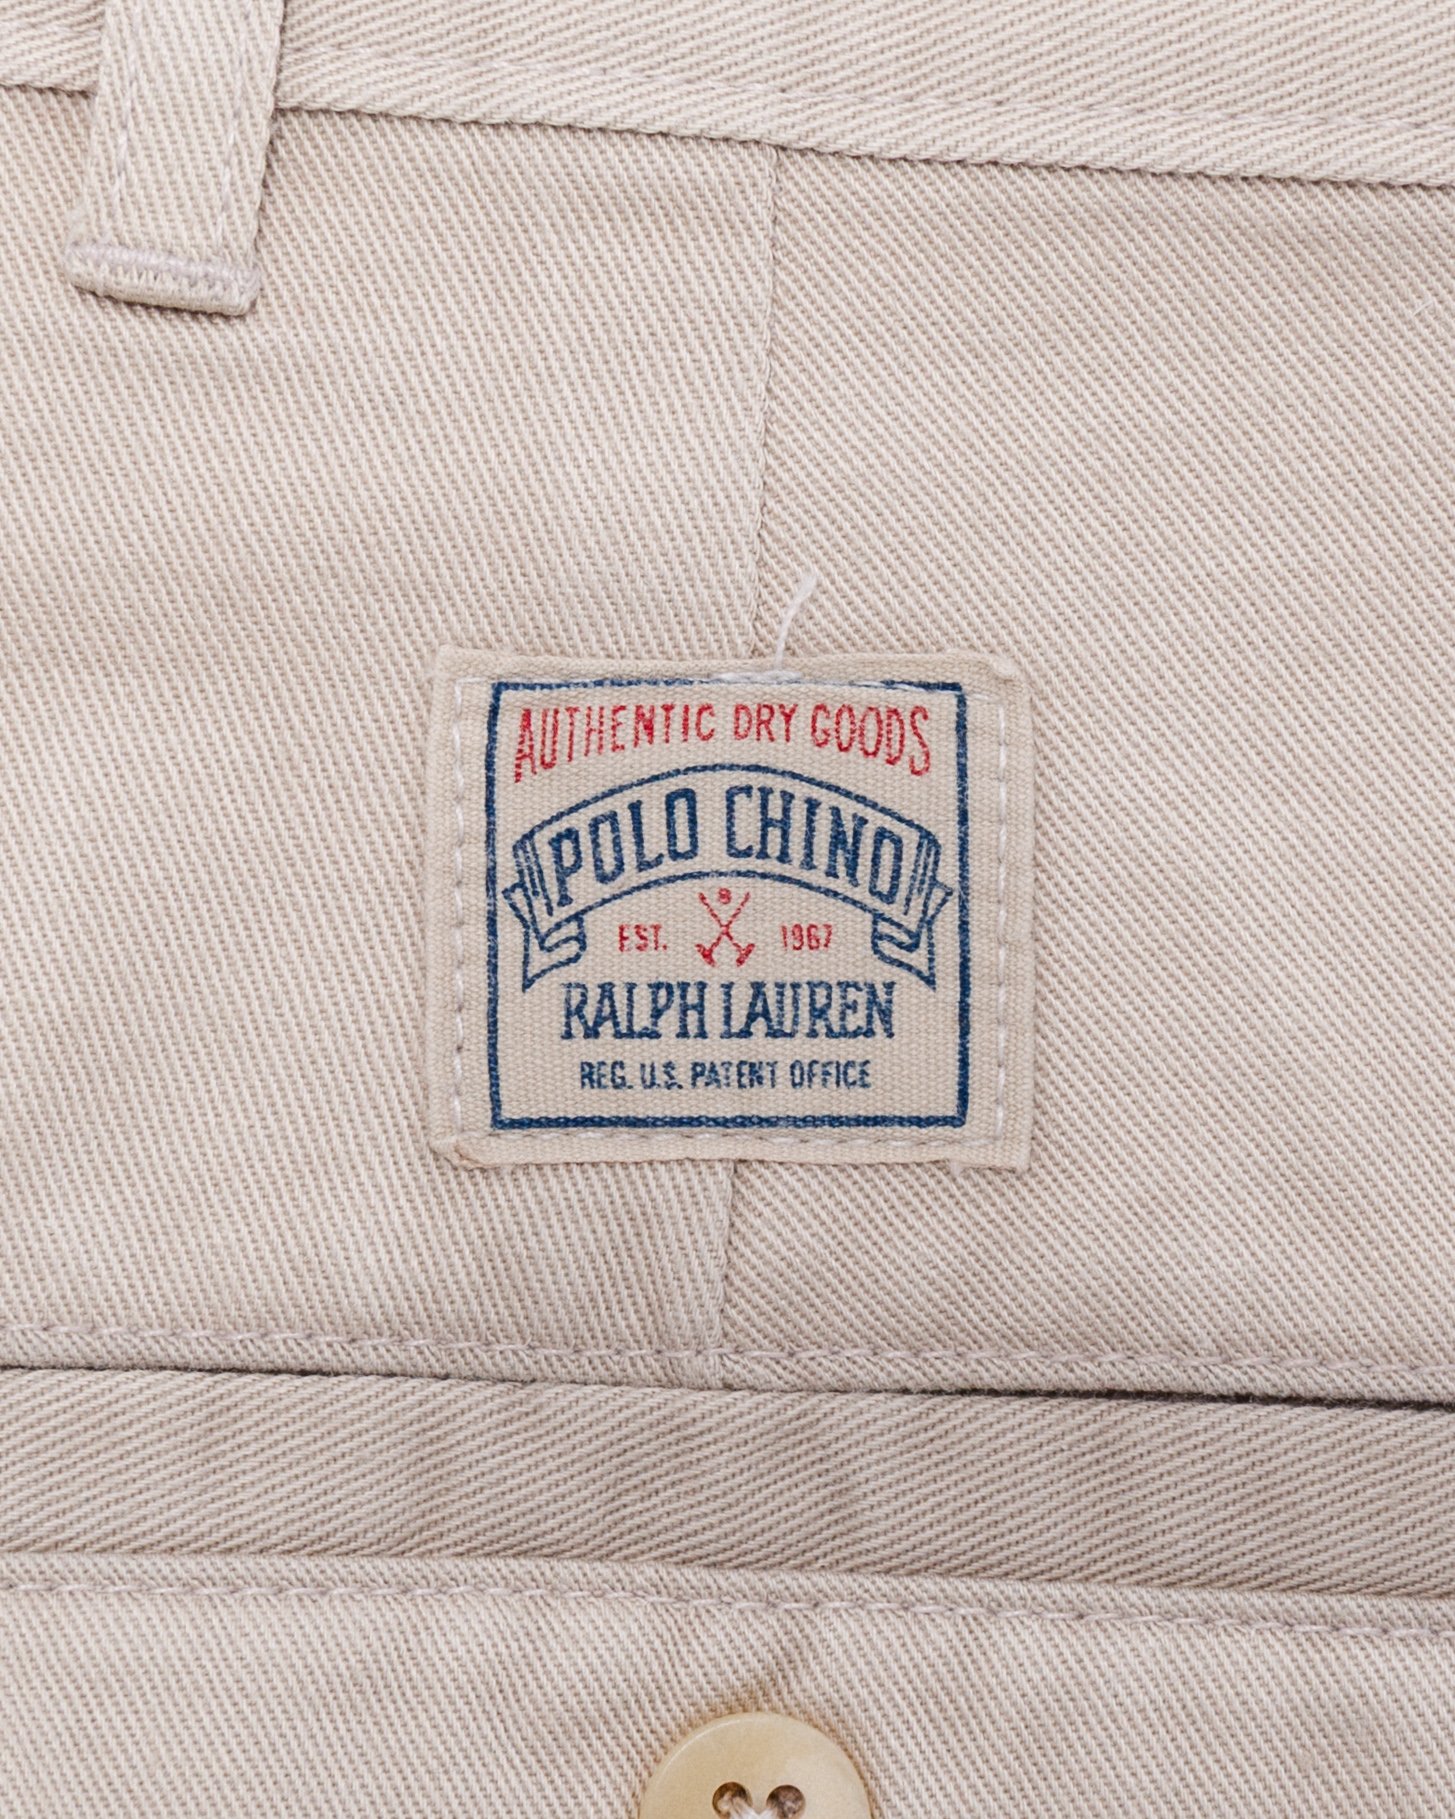 AUTHENTIC DRY GOODS
POLO CHINO
EST. 1967
RALPH LAUREN
REG. U.S. PATENT OFFICE